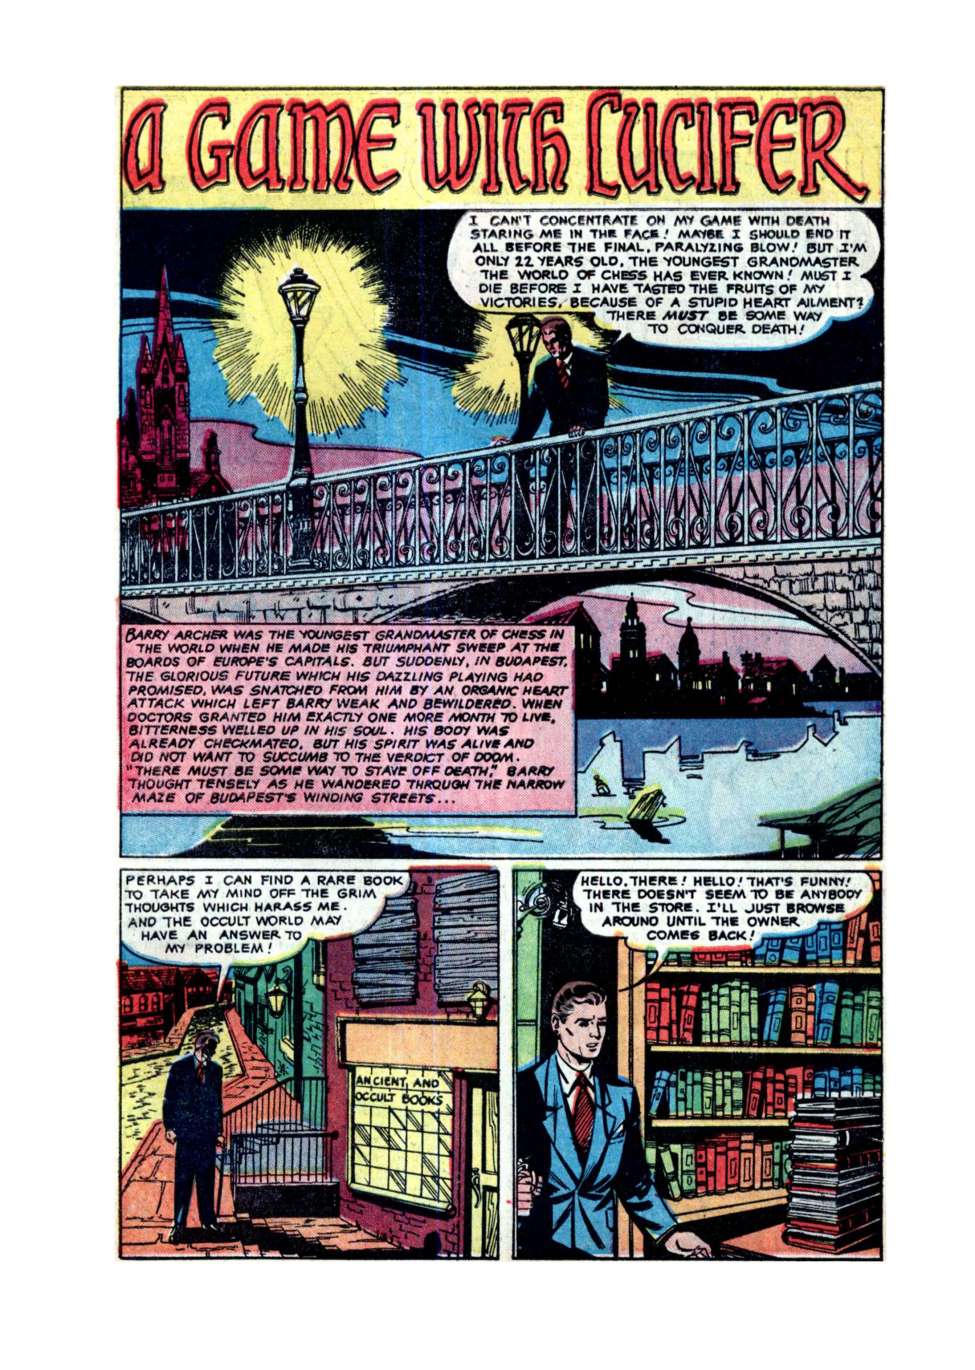 A GAME WITH LUCIFER
I CAN'T CONCENTRATE ON MY GAME WITH DEATH
STARING ME IN THE FACE! MAYBE I SHOULD END IT
ALL BEFORE THE FINAL, PARALYZING BLOW! BUT I'M
ONLY 22 YEARS OLD, THE YOUNGEST GRANDMASTER
THE WORLD OF CHESS HAS EVER KNOWN! MUST I
DIE BEFORE I HAVE TASTED THE FRUITS OF MY
VICTORIES, BECAUSE OF A STUPID HEART AILMENT?
THERE MUST BE SOME WAY
TO CONQUER DEATH!
BARRY ARCHER WAS THE YOUNGEST GRANDMASTER OF CHESS IN
THE WORLD WHEN HE MADE HIS TRIUMPHANT SWEEP AT THE
BOARDS OF EUROPE'S CAPITALS. BUT SUDDENLY, IN BUDAPEST,
THE GLORIOUS FUTURE WHICH HIS DAZZLING PLAYING HAD
PROMISED, WAS SNATCHED FROM HIM BY AN ORGANIC HEART
ATTACK WHICH LEFT BARRY WEAK AND BEWILDERED. WHEN
DOCTORS GRANTED HIM EXACTLY ONE MORE MONTH TO LIVE,
BITTERNESS WELLED UP IN HIS SOUL. HIS BODY WAS
ALREADY CHECKMATED, BUT HIS SPIRIT WAS ALIVE AND
DID NOT WANT TO SUCCUMB TO THE VERDICT OF DOOM.
"THERE MUST BE SOME WAY TO STAVE OFF DEATH," BARRY
THOUGHT TENSELY AS HE WANDERED THROUGH THE NARROW
MAZE OF BUDAPEST'S WINDING STREETS...
PERHAPS I CAN FIND A RARE BOOK
TO TAKE MY MIND OFF THE GRIM
THOUGHTS WHICH HARASS ME.
AND THE OCCULT WORLD MAY
HAVE AN ANSWER TO
MY PROBLEM!
ANCIENT AND
OCCULT BOOKS
HELLO, THERE! HELLO! THAT'S FUNNY!
THERE DOESN'T SEEM TO BE ANYBODY
IN THE STORE. I'LL JUST BROWSE
AROUND UNTIL THE OWNER
COMES BACK!